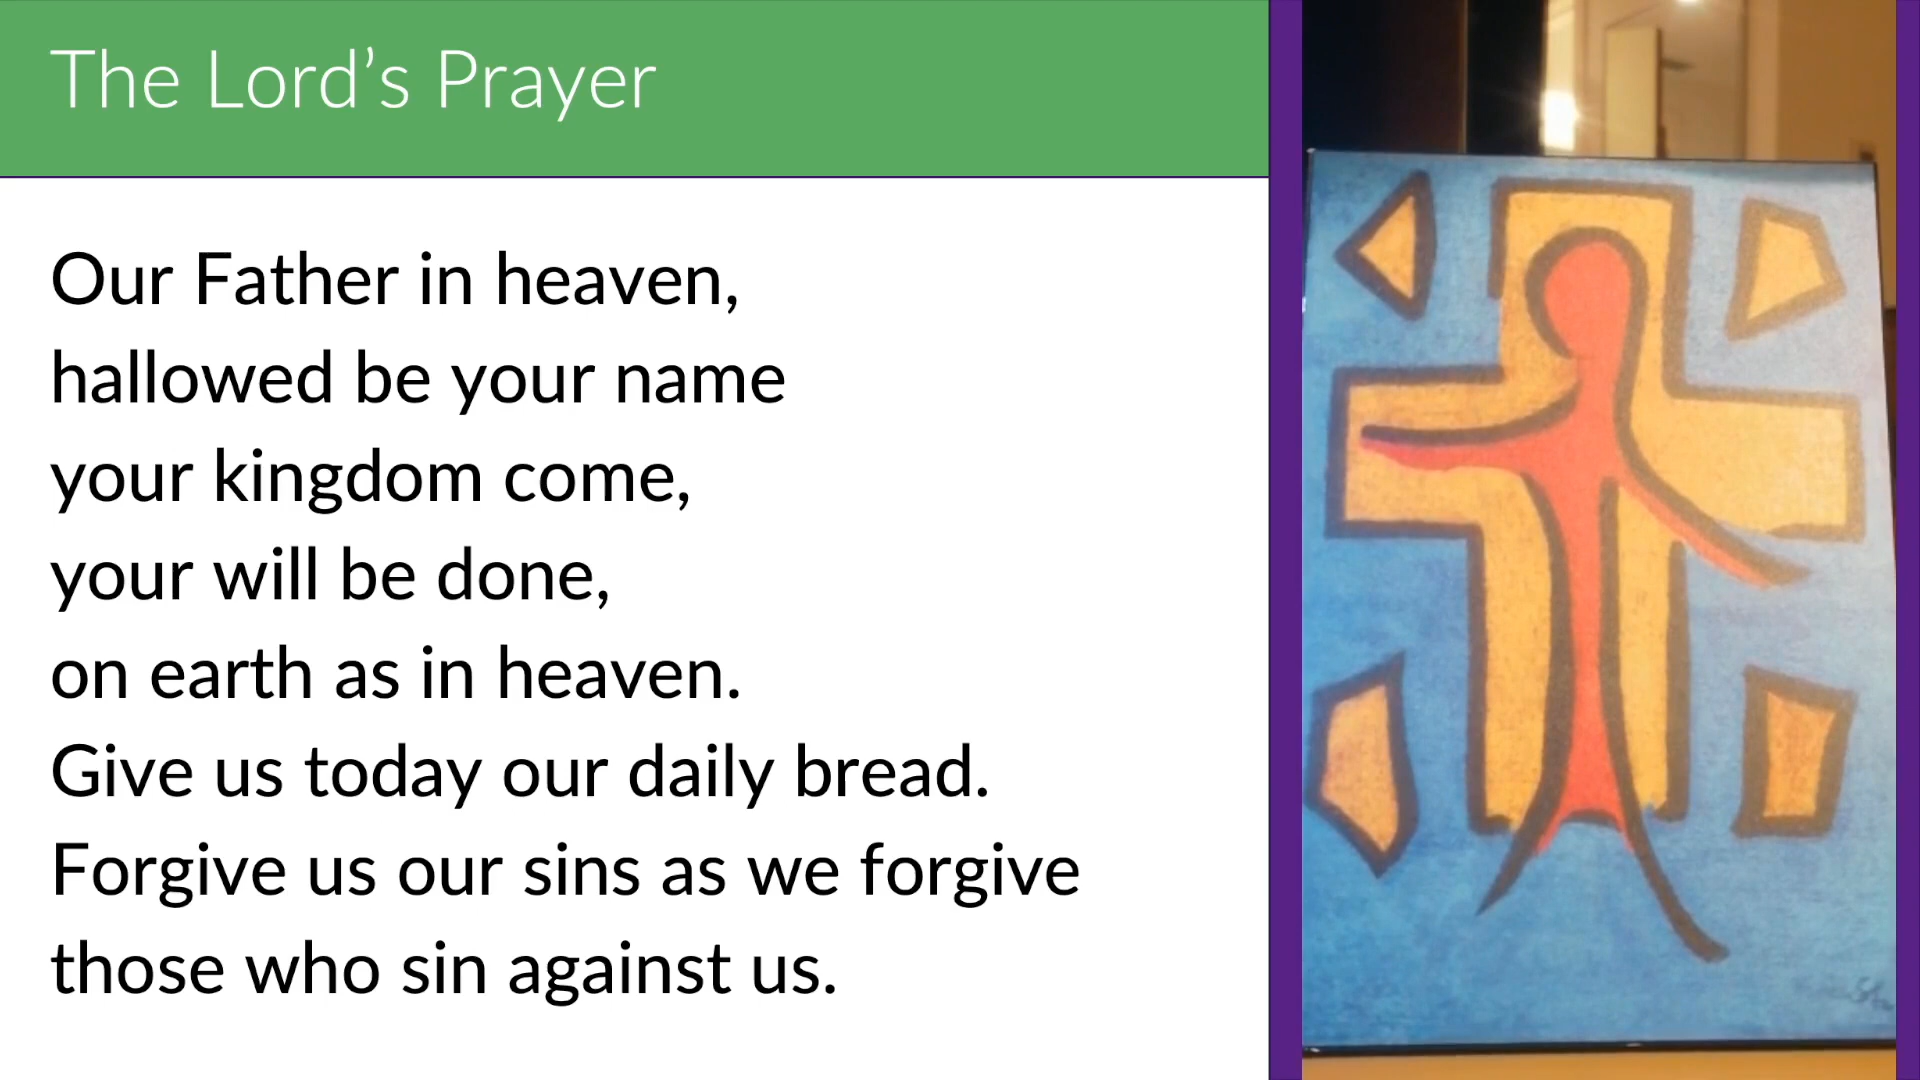 The Lord’s Prayer
Our Father in heaven,
hallowed be your name
your kingdom come,
your will be done,
on earth as in heaven.
Give us today our daily bread.
Forgive us our sins as we forgive
those who sin against us.